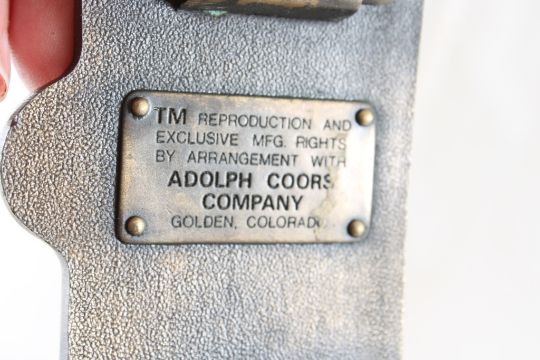 TM REPRODUCTION AND
EXCLUSIVE MFG. RIGHTS
BY ARRANGEMENT WITH
ADOLPH COORS
COMPANY
GOLDEN, COLORADO